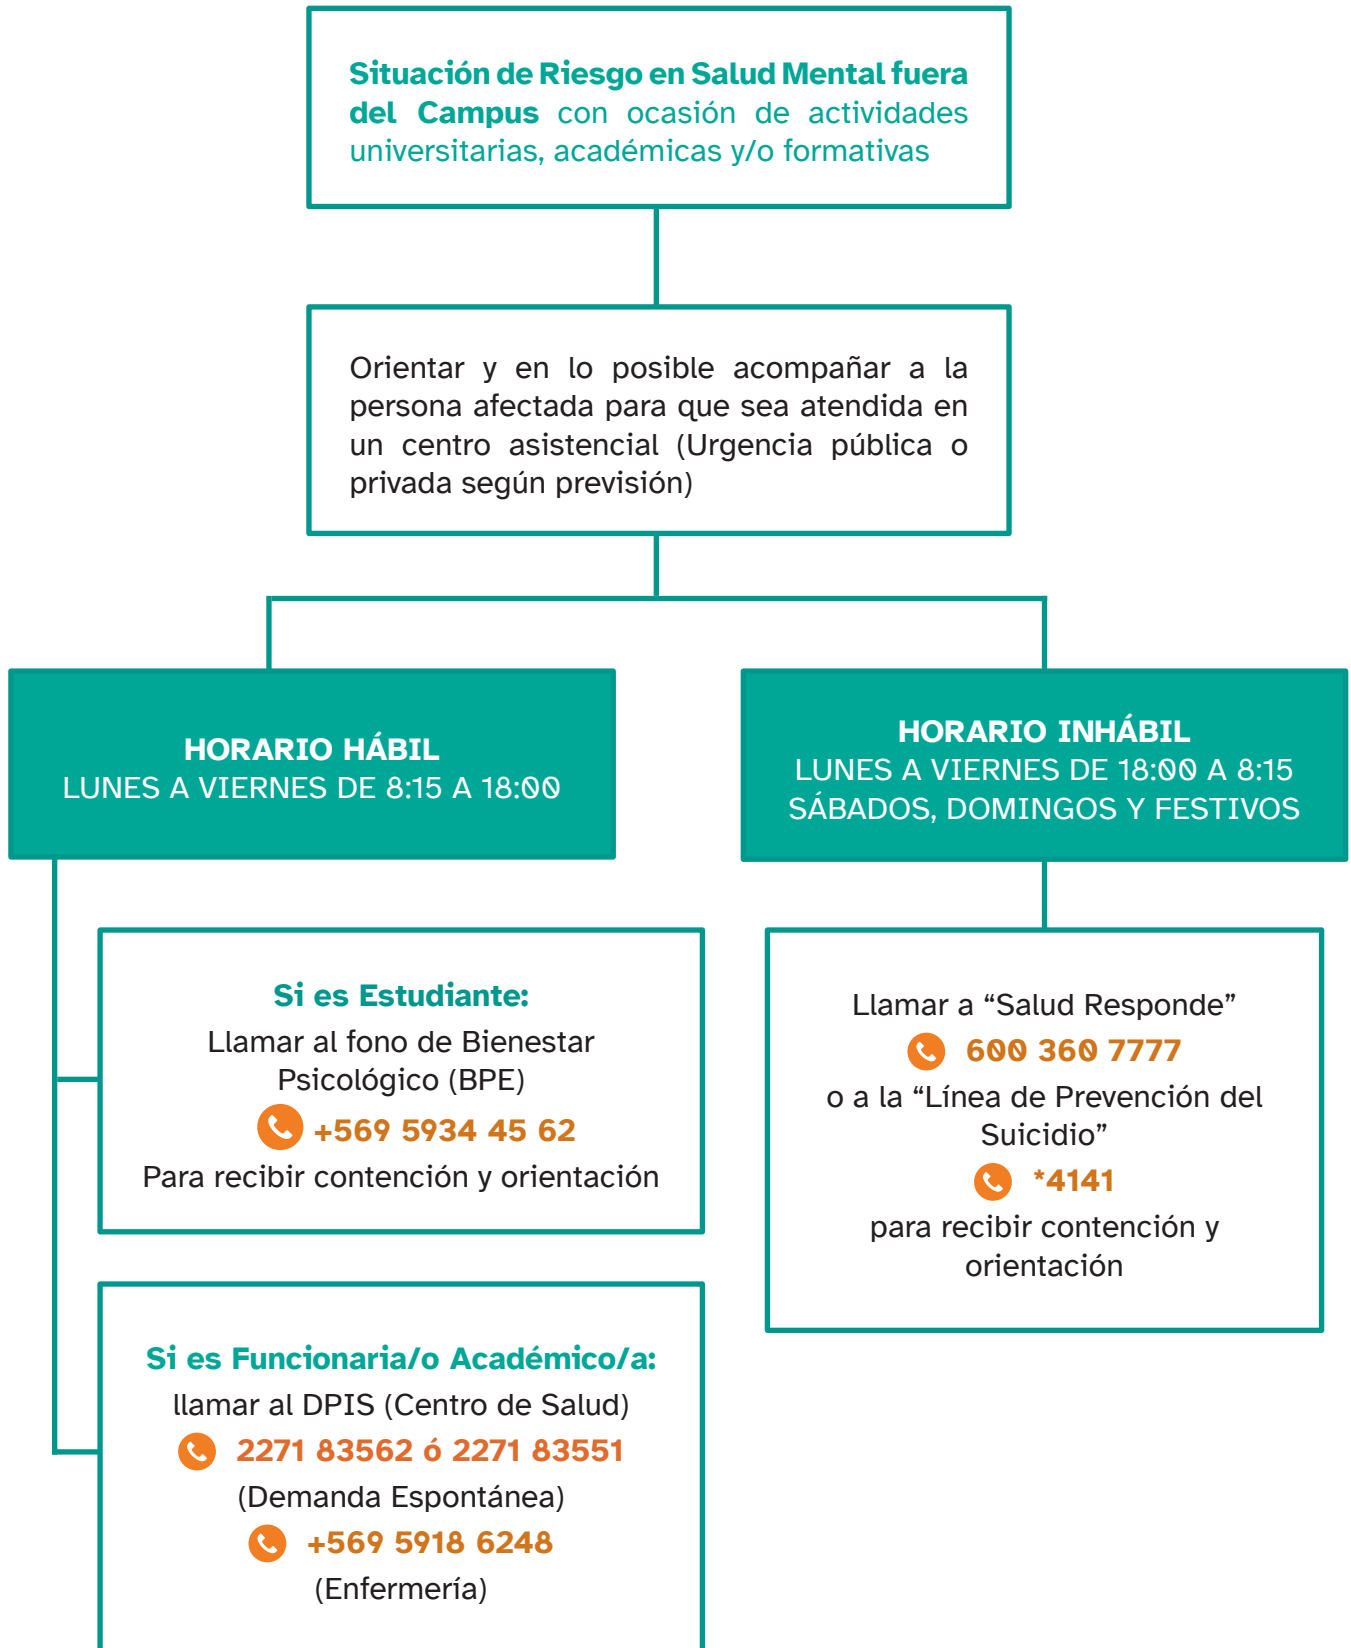 Situación de Riesgo en Salud Mental fuera
del Campus con ocasión de actividades
universitarias, académicas y/o formativas
Orientar y en lo posible acompañar a la
persona afectada para que sea atendida en
un centro asistencial (Urgencia pública o
privada según previsión)
HORARIO HÁBIL
LUNES A VIERNES DE 8:15 A 18:00
Si es Estudiante:
Llamar al fono de Bienestar
Psicológico (BPE)
+569 5934 45 62
Para recibir contención y orientación
Si es Funcionaria/o Académico/a:
llamar al DPIS (Centro de Salud)
2271 83562 ó 2271 83551
(Demanda Espontánea)
+569 5918 6248
(Enfermería)
HORARIO INHÁBIL
LUNES A VIERNES DE 18:00 A 8:15
SÁBADOS, DOMINGOS Y FESTIVOS
Llamar a “Salud Responde”
600 360 7777
o a la “Línea de Prevención del
Suicidio”
*4141
para recibir contención y
orientación